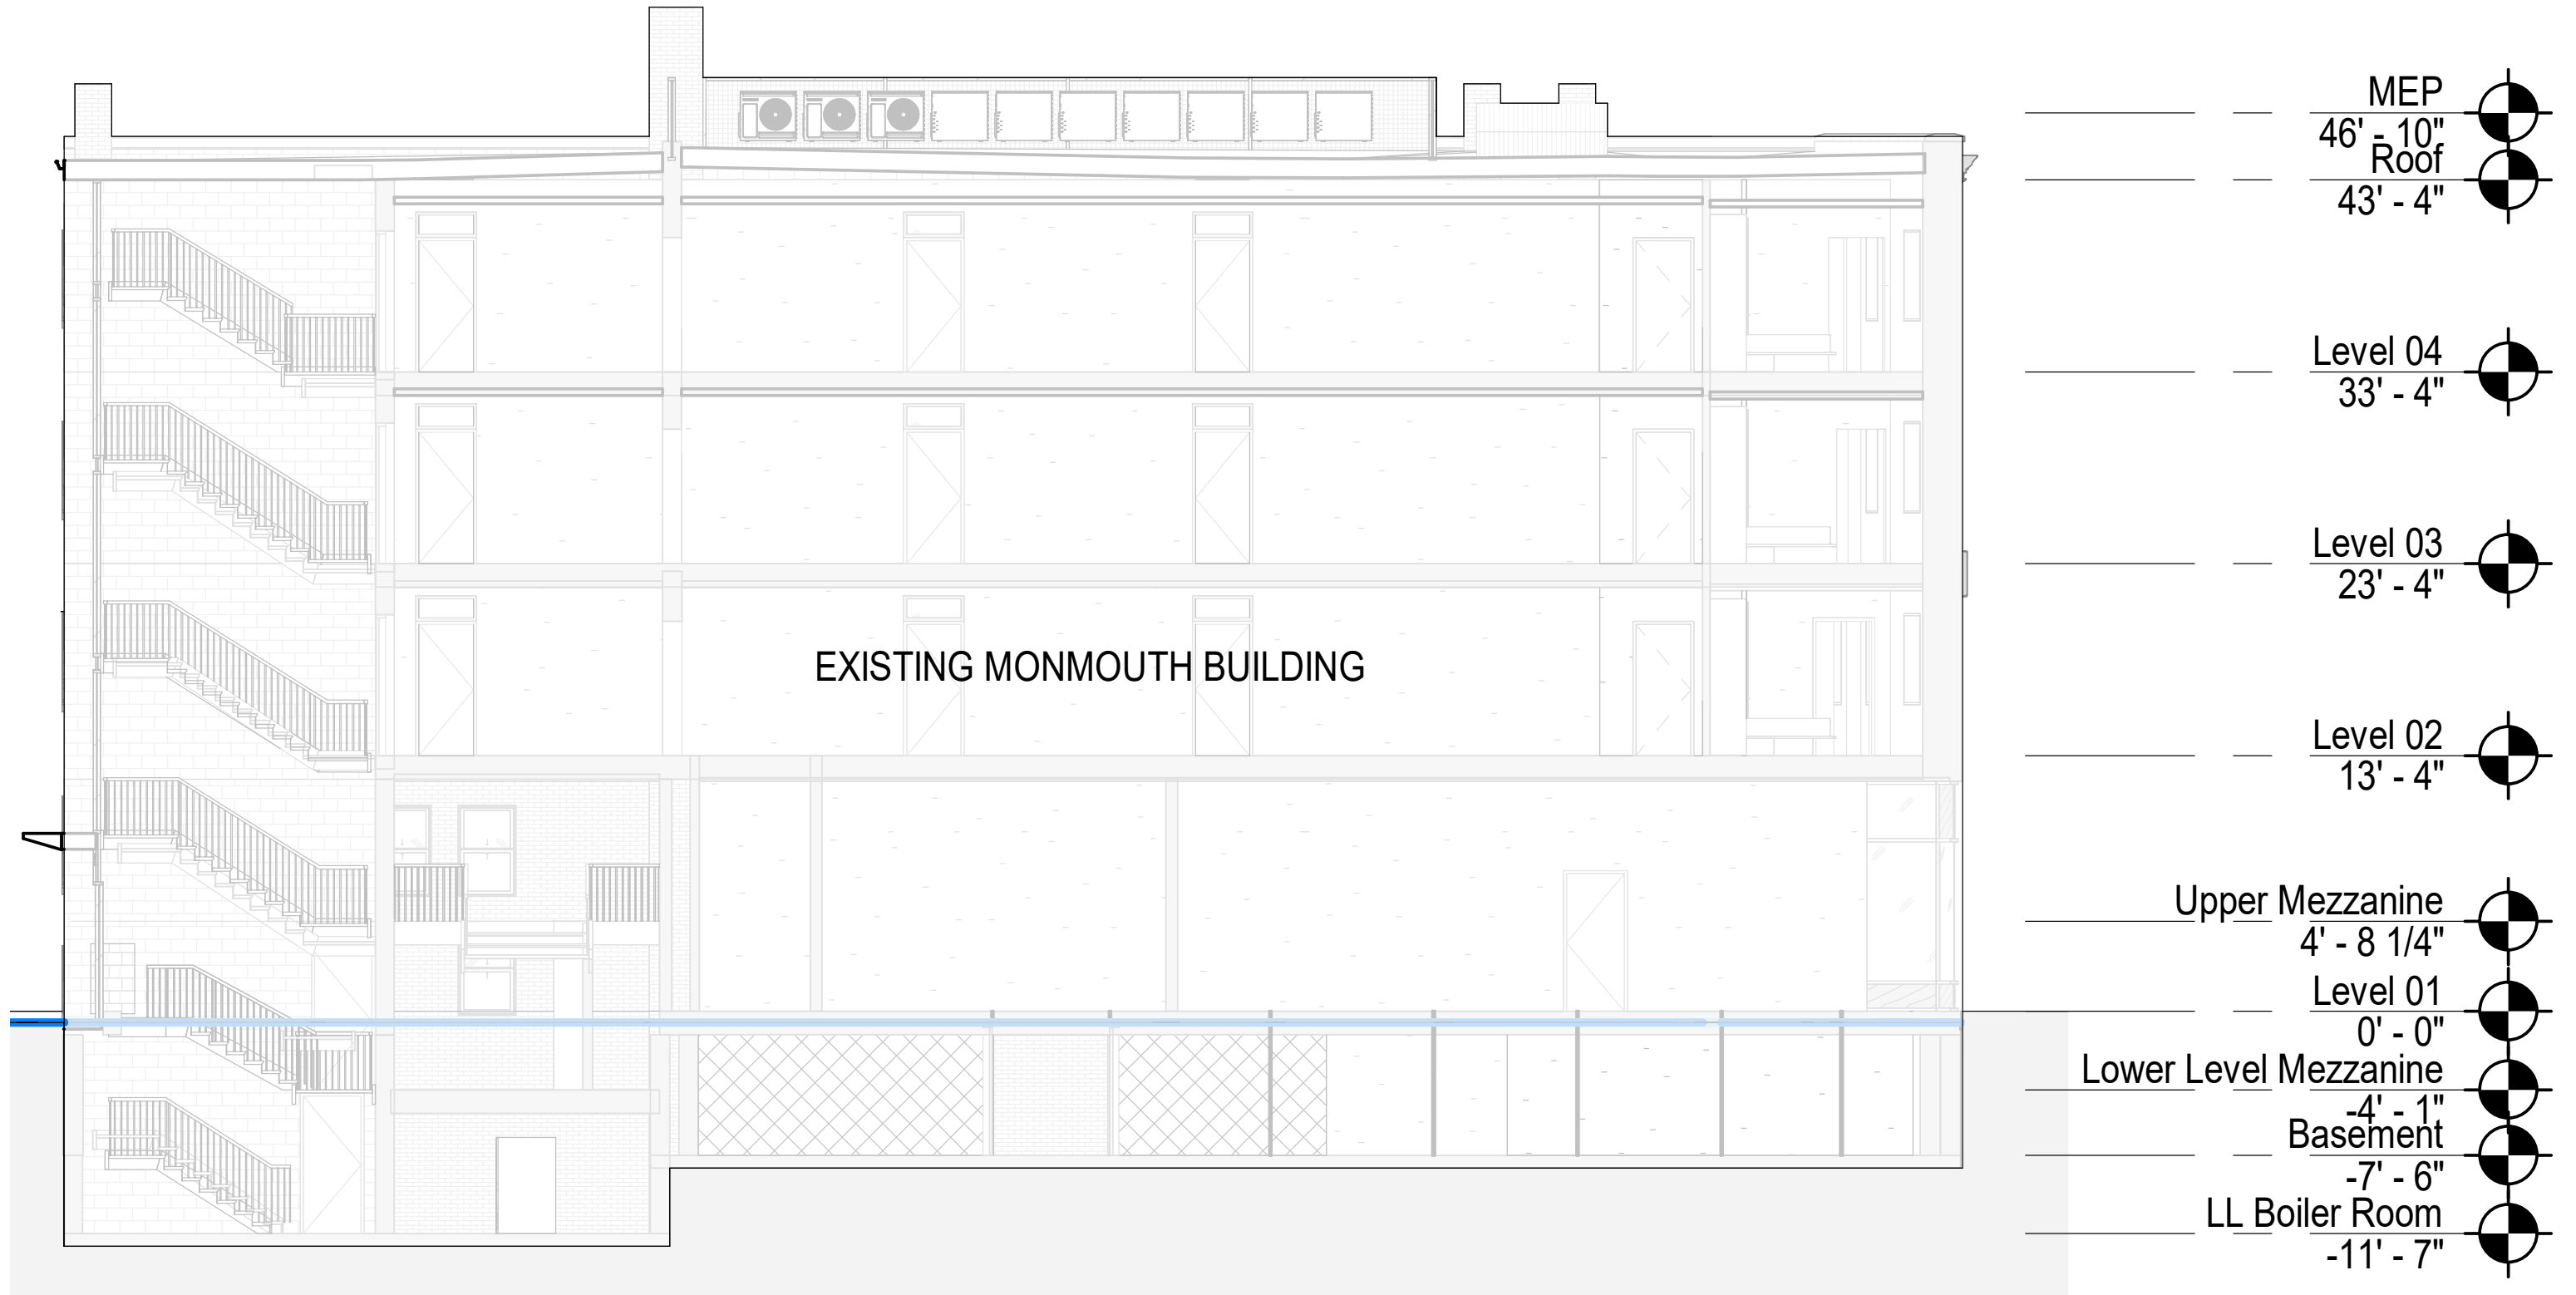 MEP
46' - 10"
Roof
43' - 4"
Level 04
33' - 4"
Level 03
23' - 4"
EXISTING MONMOUTH BUILDING
Level 02
13' - 4"
Upper Mezzanine
4' - 8 1/4"
Level 01
0' - 0"
Lower Level Mezzanine
-4' - 1"
Basement
-7' - 6"
LL Boiler Room
-11' - 7"